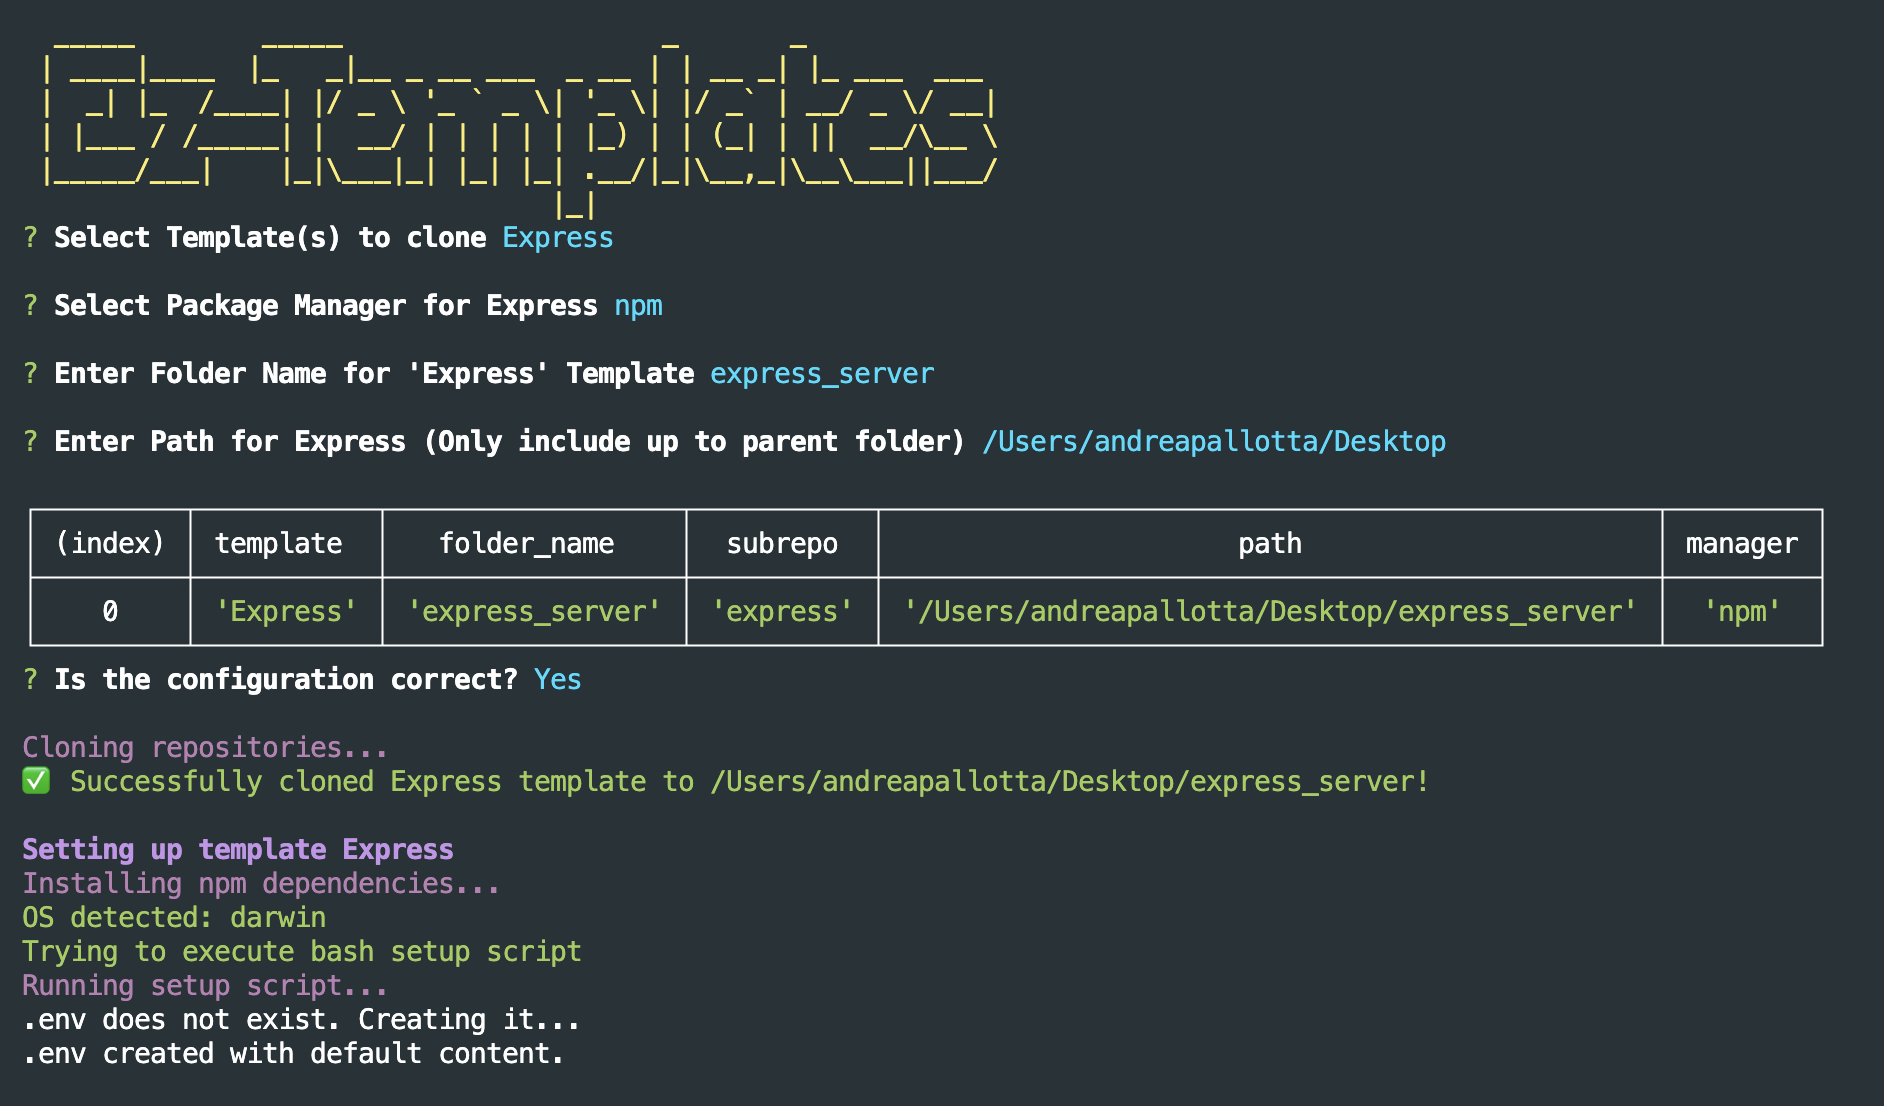 Ez-Templates
? Select Template(s) to clone Express
? Select Package Manager for Express npm
? Enter Folder Name for 'Express' Template express_server
? Enter Path for Express (Only include up to parent folder) /Users/andreapallotta/Desktop
(index) template folder_name subrepo path manager
0 'Express' 'express_server' 'express' '/Users/andreapallotta/Desktop/express_server' 'npm'
? Is the configuration correct? Yes
Cloning repositories...
✅ Successfully cloned Express template to /Users/andreapallotta/Desktop/express_server!
Setting up template Express
Installing npm dependencies...
OS detected: darwin
Trying to execute bash setup script
Running setup script...
.env does not exist. Creating it...
.env created with default content.